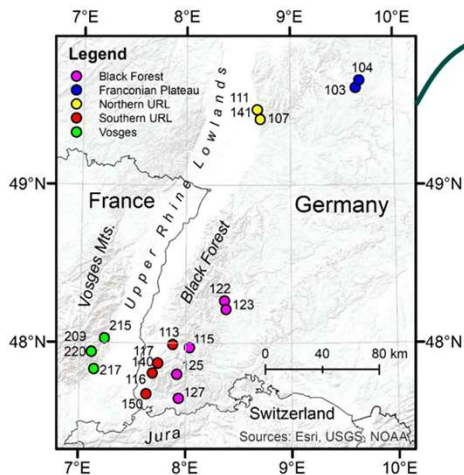 7°E 8°E 9°E 10°E
Legend
Black Forest
Franconian Plateau
Northern URL
Southern URL
Vosges
104
103
111
141
107
49°N
49°N
France
Germany
Upper Rhine Lowlands
Vosges Mts.
Black Forest
122
123
48°N
48°N
209
215
220
217
113
115
117
140
125
116
127
150
0 40 80 km
Switzerland
Jura
Sources: Esri, USGS, NOAA
7°E 8°E 9°E 10°E